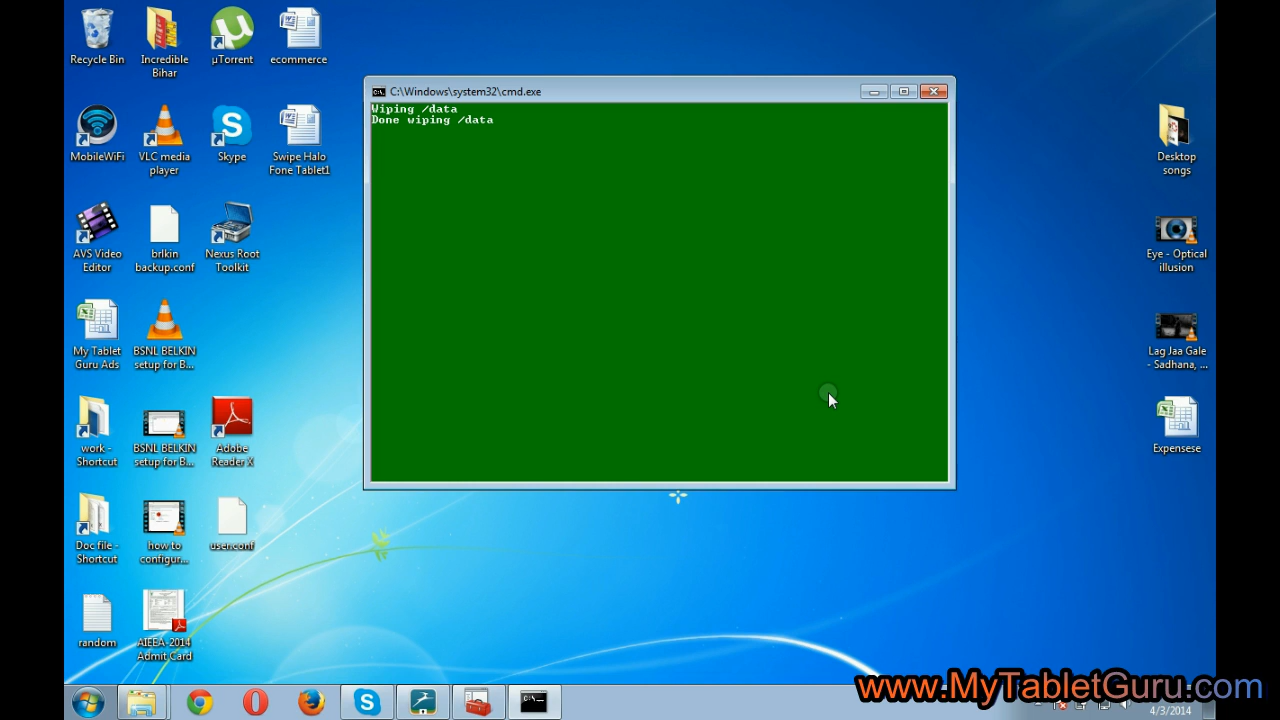 Recycle Bin
Incredible
Bihar
µTorrent
ecommerce
C:\Windows\system32\cmd.exe
Wiping /data
Done wiping /data
MobileWiFi
VLC media
player
Skype
Swipe Halo
Fone Tablet1
Desktop
songs
AVS Video
Editor
brlkin
backup.conf
Nexus Root
Toolkit
Eye - Optical
illusion
My Tablet
Guru Ads
BSNL BELKIN
setup for B...
Lag Jaa Gale
- Sadhana, ...
work -
Shortcut
BSNL BELKIN
setup for B...
Adobe
Reader X
Expensese
Doc file -
Shortcut
how to
configur...
user.conf
random
AIEEA-2014
Admit Card
www.MyTabletGuru.com
4/3/2014